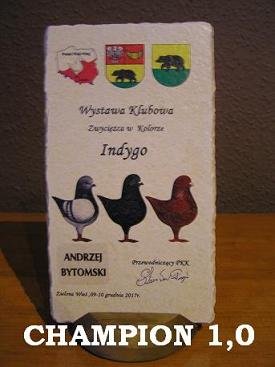 Wystawa Klubowa
Zwycięzca w Kolorze
Indygo
ANDRZEJ
BYTOMSKI
Przewodniczący PKK
Zielona Wieś ,09-10 grudnia 2017r.
CHAMPION 1,0